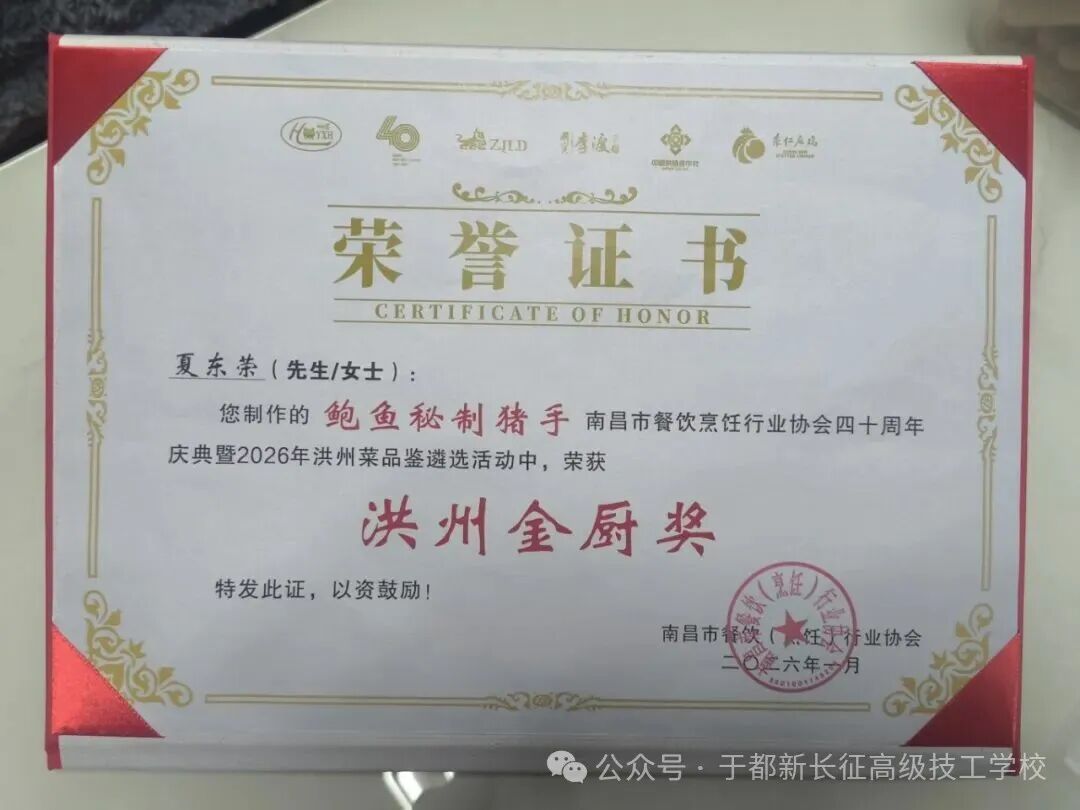 ZJLD
李渡
荣誉证书
CERTIFICATE OF HONOR
夏东荣（先生/女士）：
您制作的 鲍鱼秘制猪手 南昌市餐饮烹饪行业协会四十周年
庆典暨2026年洪州菜品鉴遴选活动中，荣获
洪州金厨奖
特发此证，以资鼓励！
南昌市餐饮（烹饪）行业协会
二〇二六年一月
公众号 · 于都新长征高级技工学校